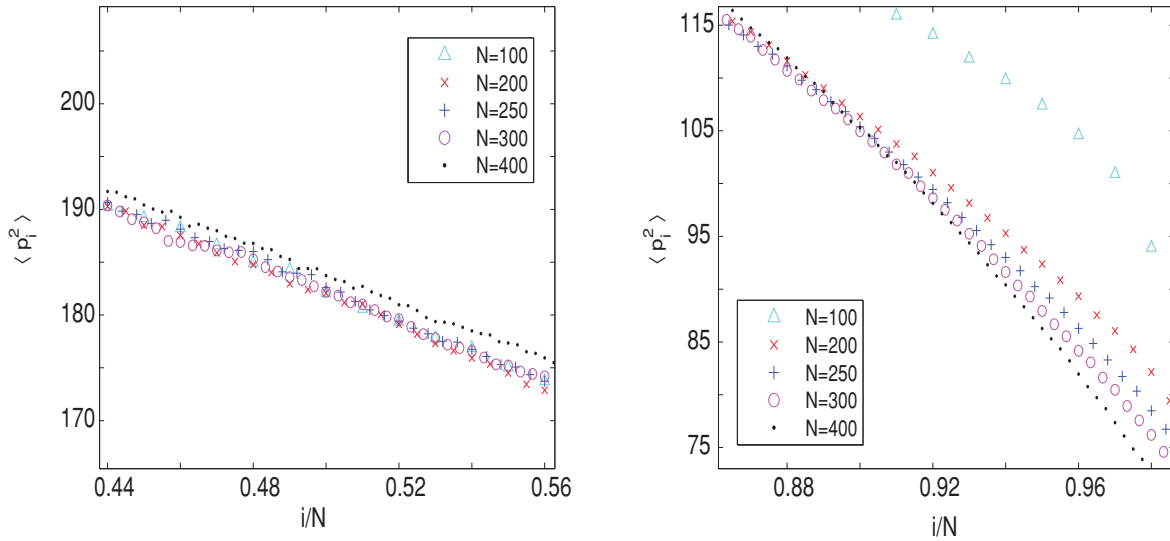 200
190
180
170
0.44
0.48
0.52
0.56
i/N
⟨ p_i^2 ⟩
N=100
N=200
N=250
N=300
N=400
115
105
95
85
75
0.88
0.92
0.96
i/N
⟨ p_i^2 ⟩
N=100
N=200
N=250
N=300
N=400